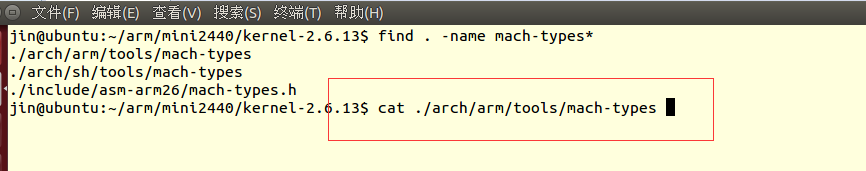 文件(F) 编辑(E) 查看(V) 搜索(S) 终端(T) 帮助(H)
jin@ubuntu:~/arm/mini2440/kernel-2.6.13$ find . -name mach-types*
./arch/arm/tools/mach-types
./arch/sh/tools/mach-types
./include/asm-arm26/mach-types.h
jin@ubuntu:~/arm/mini2440/kernel-2.6.13$ cat ./arch/arm/tools/mach-types